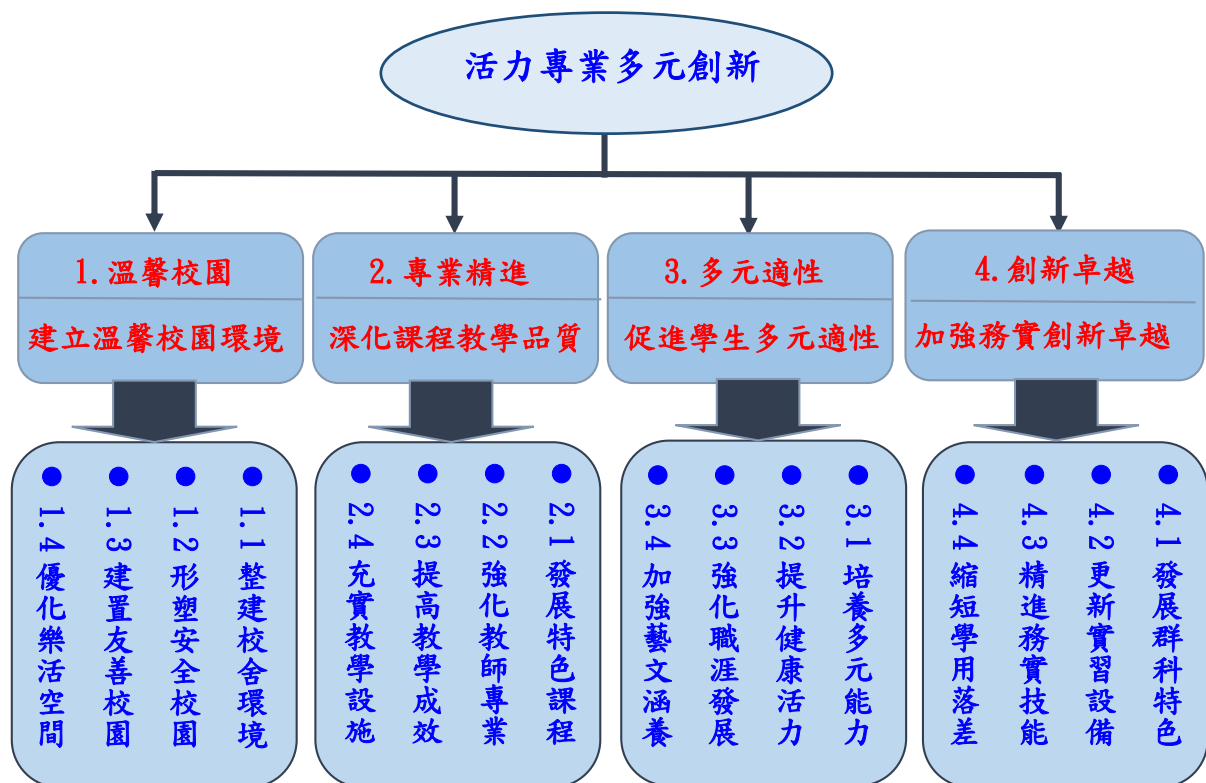 活力專業多元創新
1.溫馨校園
建立溫馨校園環境
2.專業精進
深化課程教學品質
3.多元適性
促進學生多元適性
4.創新卓越
加強務實創新卓越
● 1.1整建校舍環境
● 1.2形塑安全校園
● 1.3建置友善校園
● 1.4優化樂活空間
● 2.1發展特色課程
● 2.2強化教師專業
● 2.3提高教學成效
● 2.4充實教學設施
● 3.1培養多元能力
● 3.2提升健康活力
● 3.3強化職涯發展
● 3.4加強藝文涵養
● 4.1發展群科特色
● 4.2更新實習設備
● 4.3精進務實技能
● 4.4縮短學用落差